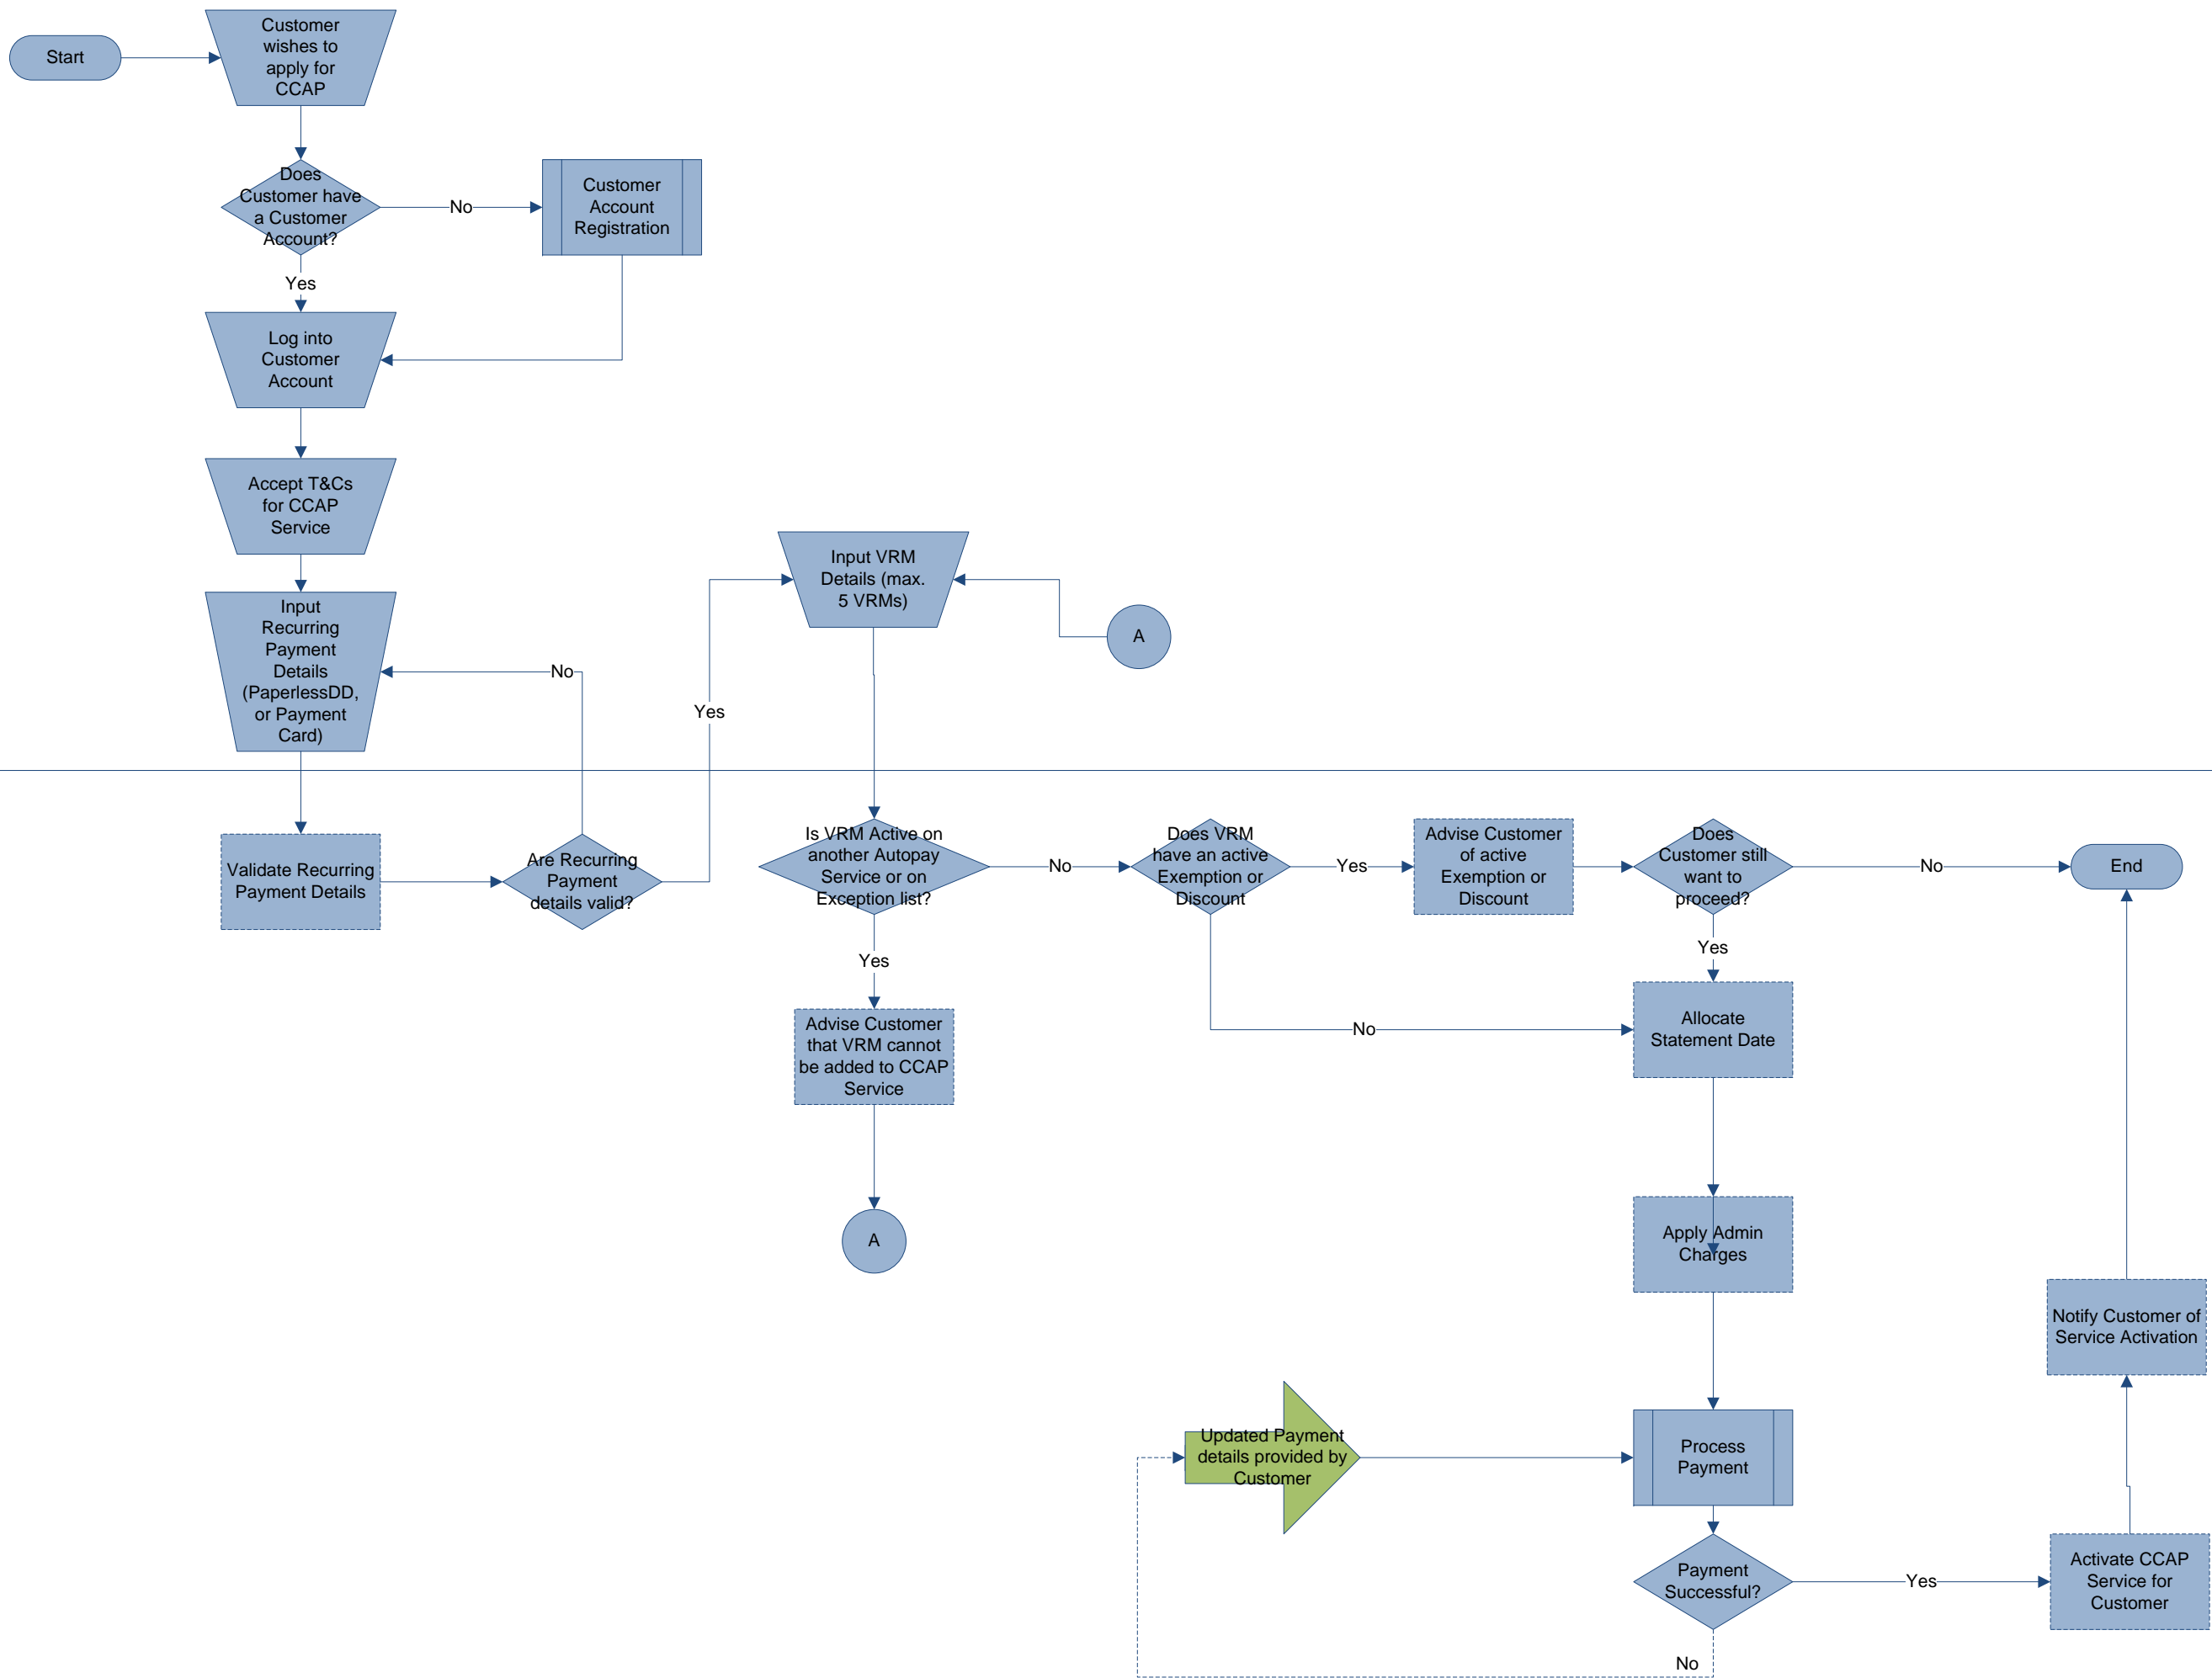 Start
Customer
wishes to
apply for
CCAP
Does
Customer have
a Customer
Account?
No
Customer
Account
Registration
Yes
Log into
Customer
Account
Accept T&Cs
for CCAP
Service
Input
Recurring
Payment
Details
(PaperlessDD,
or Payment
Card)
No
Yes
Input VRM
Details (max.
5 VRMs)
A
Validate Recurring
Payment Details
Are Recurring
Payment
details valid?
Is VRM Active on
another Autopay
Service or on
Exception list?
No
Does VRM
have an active
Exemption or
Discount
Yes
Advise Customer
of active
Exemption or
Discount
Does
Customer still
want to
proceed?
No
End
Yes
Advise Customer
that VRM cannot
be added to CCAP
Service
A
No
Yes
Allocate
Statement Date
Apply Admin
Charges
Notify Customer of
Service Activation
Updated Payment
details provided by
Customer
Process
Payment
Payment
Successful?
Yes
Activate CCAP
Service for
Customer
No